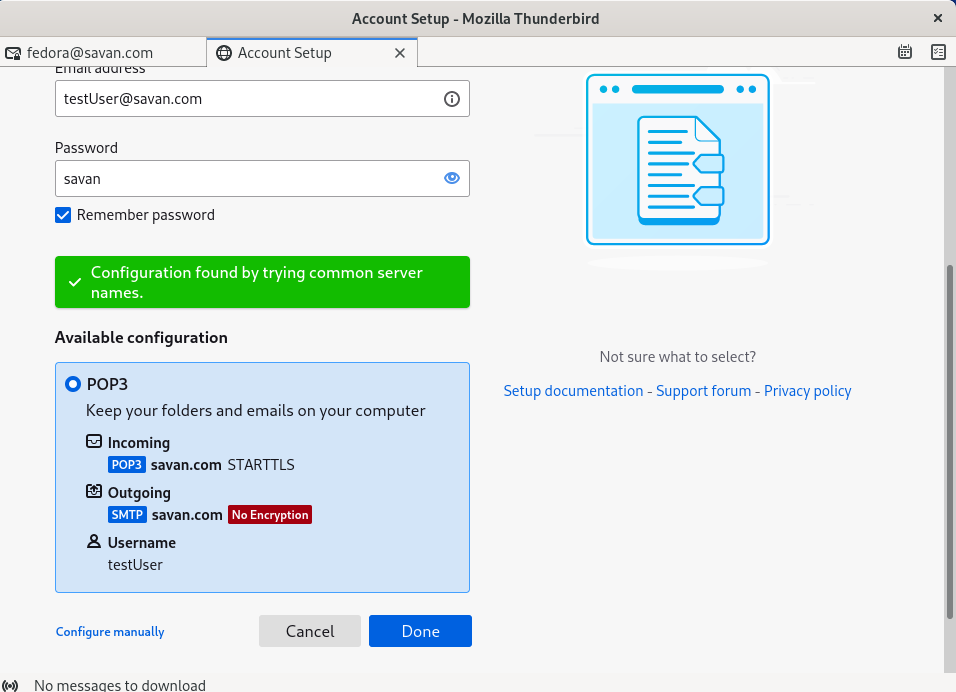 Account Setup - Mozilla Thunderbird
fedora@savan.com
Account Setup
Email address
testUser@savan.com
Password
savan
Remember password
Configuration found by trying common server
names.
Available configuration
POP3
Keep your folders and emails on your computer
Incoming
POP3 savan.com STARTTLS
Outgoing
SMTP savan.com No Encryption
Username
testUser
Configure manually
Cancel
Done
Not sure what to select?
Setup documentation - Support forum - Privacy policy
No messages to download